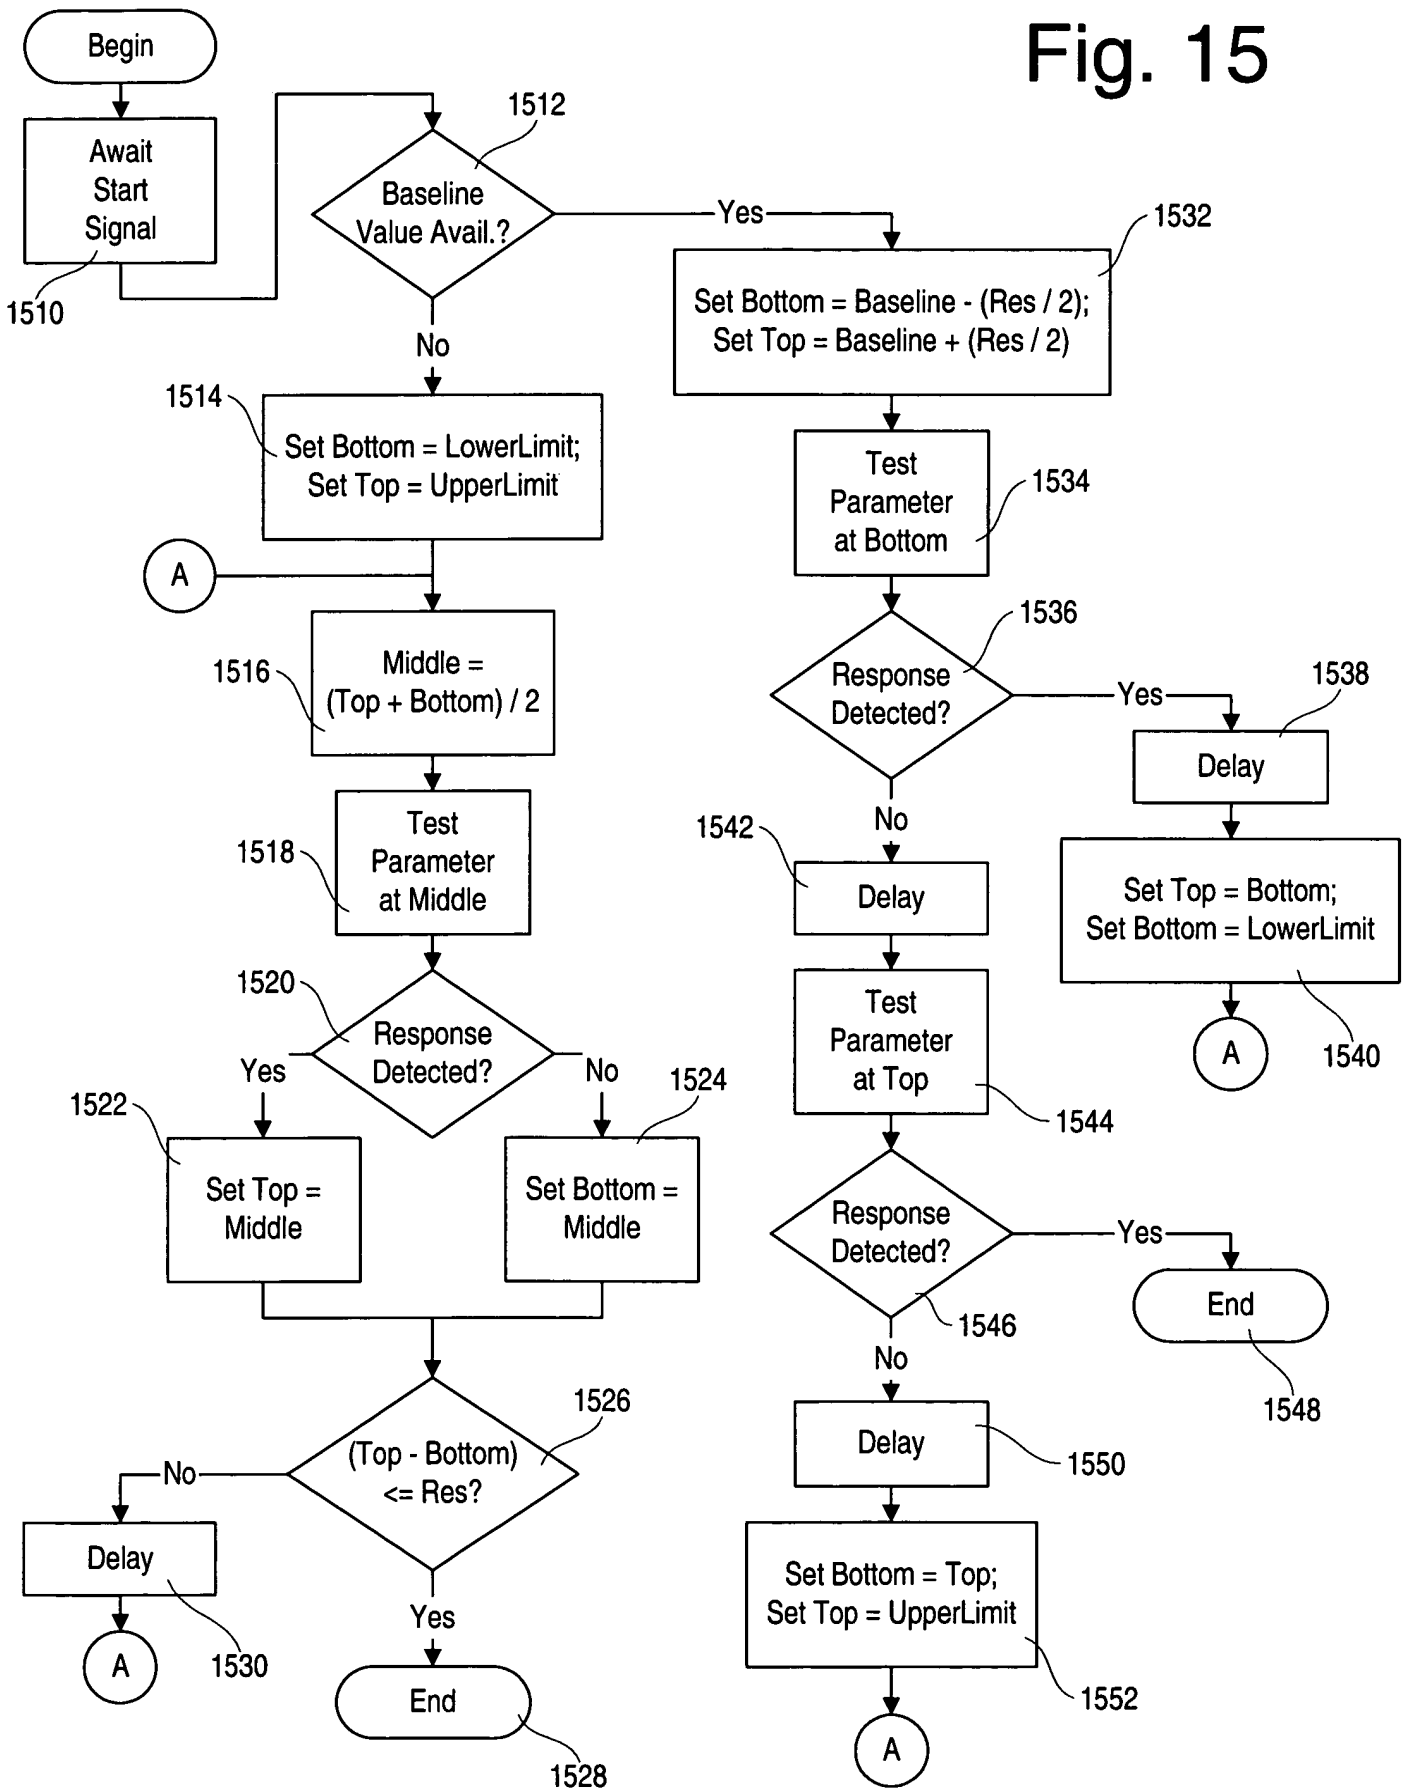 Fig. 15
Begin
Await
Start
Signal
1510
1512
Baseline
Value Avail.?
Yes
No
1514
Set Bottom = LowerLimit;
Set Top = UpperLimit
A
1516
Middle =
(Top + Bottom) / 2
1518
Test
Parameter
at Middle
1520
Response
Detected?
Yes
No
1522
Set Top =
Middle
1524
Set Bottom =
Middle
1526
(Top - Bottom)
<= Res?
No
Delay
1530
A
Yes
End
1528
1532
Set Bottom = Baseline - (Res / 2);
Set Top = Baseline + (Res / 2)
Test
Parameter
at Bottom
1534
1536
Response
Detected?
Yes
1538
Delay
Set Top = Bottom;
Set Bottom = LowerLimit
1540
A
No
1542
Delay
Test
Parameter
at Top
1544
Response
Detected?
1546
Yes
End
1548
No
Delay
1550
Set Bottom = Top;
Set Top = UpperLimit
1552
A